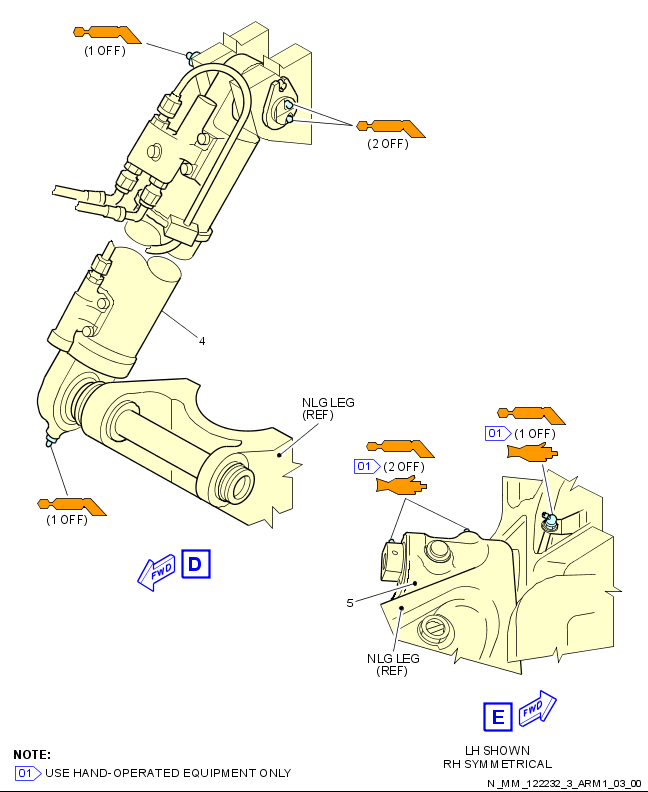 (1 OFF)
(2 OFF)
4
NLG LEG
(REF)
(1 OFF)
FWD
D
01 (1 OFF)
01 (2 OFF)
5
NLG LEG
(REF)
E
FWD
LH SHOWN
RH SYMMETRICAL
NOTE:
01 USE HAND-OPERATED EQUIPMENT ONLY
N_MM_122232_3_ARM1_03_00